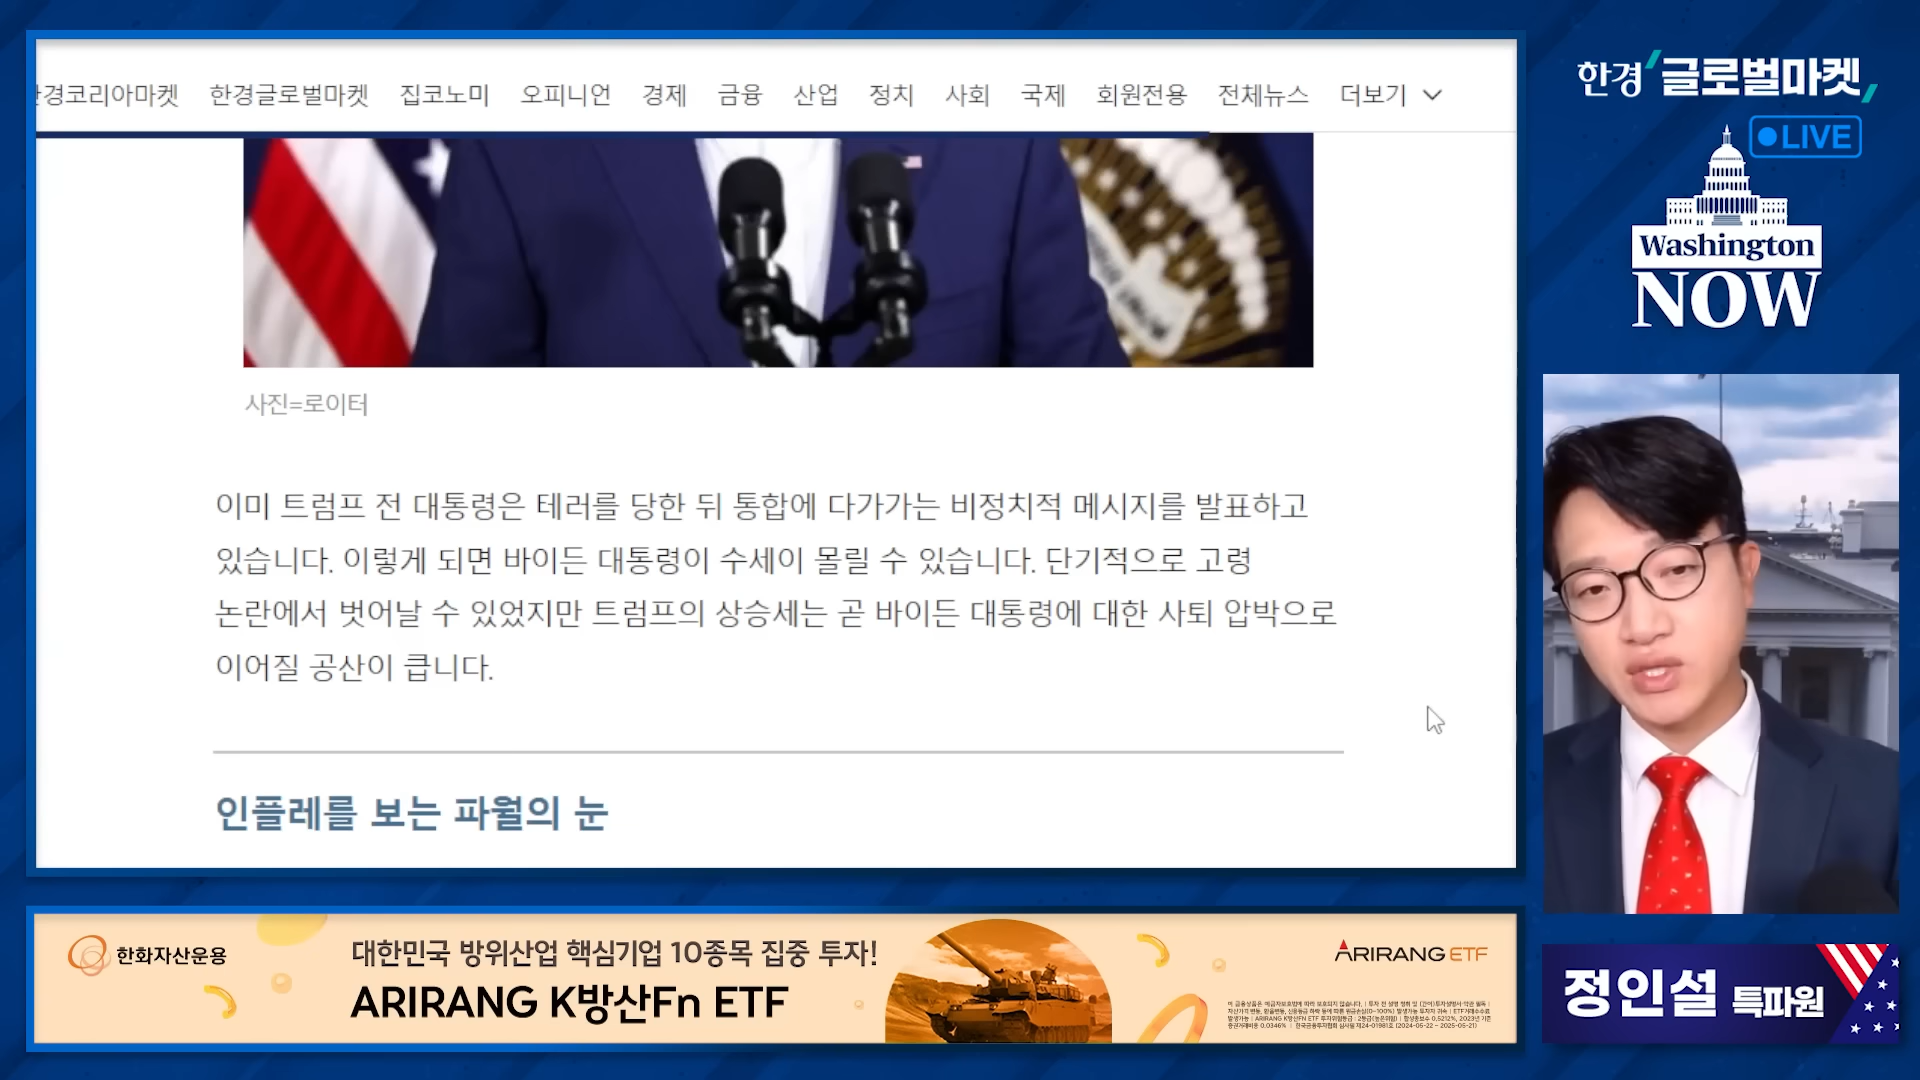 한경코리아마켓 한경글로벌마켓 집코노미 오피니언 경제 금융 산업 정치 사회 국제 회원전용 전체뉴스 더보기
사진=로이터
이미 트럼프 전 대통령은 테러를 당한 뒤 통합에 다가가는 비정치적 메시지를 발표하고
있습니다. 이렇게 되면 바이든 대통령이 수세이 몰릴 수 있습니다. 단기적으로 고령
논란에서 벗어날 수 있었지만 트럼프의 상승세는 곧 바이든 대통령에 대한 사퇴 압박으로
이어질 공산이 큽니다.
인플레를 보는 파월의 눈
한경 글로벌마켓
LIVE
Washington
NOW
정인설 특파원
한화자산운용
대한민국 방위산업 핵심기업 10종목 집중 투자!
ARIRANG K방산Fn ETF
ARIRANG ETF